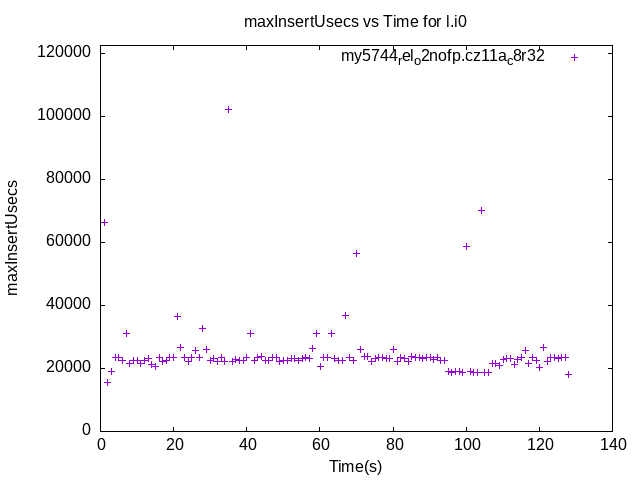 maxInsertUsecs vs Time for l.i0
my5744rel_o2nofp.cz11a_c8r32
120000
100000
80000
60000
40000
20000
0
maxInsertUsecs
0 20 40 60 80 100 120 140
Time(s)